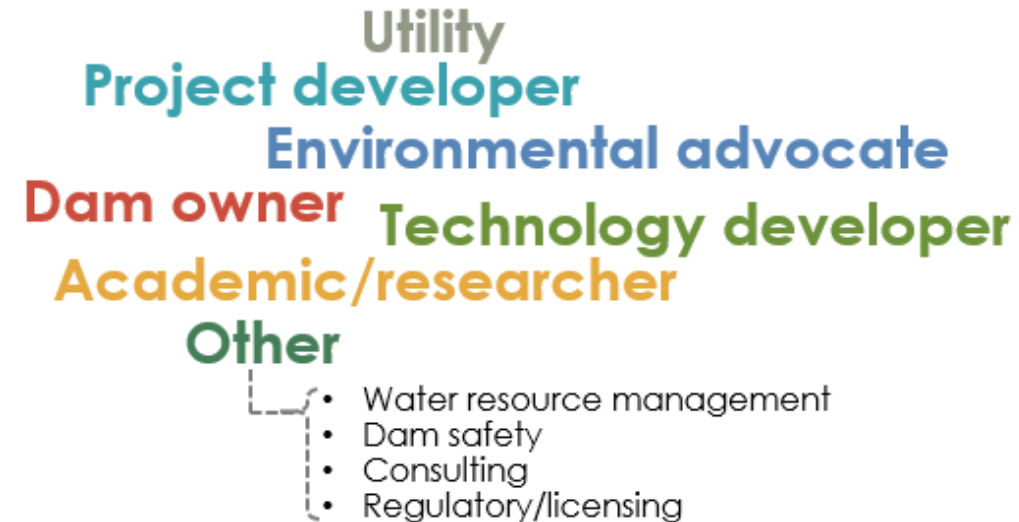 Utility
Project developer
Environmental advocate
Dam owner
Technology developer
Academic/researcher
Other
• Water resource management
• Dam safety
• Consulting
• Regulatory/licensing